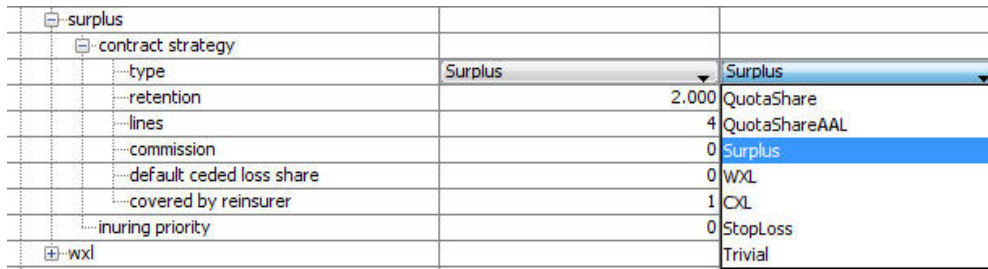 surplus
contract strategy
type Surplus Surplus
retention 2.000 QuotaShare
lines 4 QuotaShareAAL
commission 0 Surplus
default ceded loss share 0 WXL
covered by reinsurer 1 CXL
inuring priority 0 StopLoss
wxl Trivial